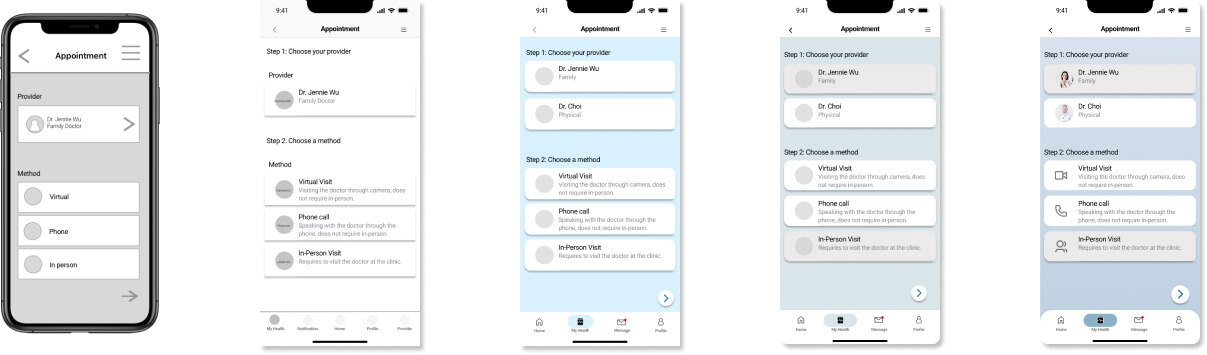 Appointment
Provider
Dr. Jennie Wu
Family Doctor
Method
Virtual
Phone
In person
9:41
Appointment
Step 1: Choose your provider
Provider
Dr. Jennie Wu
Family Doctor
Step 2: Choose a method
Method
Virtual Visit
Visiting the doctor through camera, does
not require in-person.
Phone call
Speaking with the doctor through the
phone, does not require in-person.
In-Person Visit
Requires to visit the doctor at the clinic.
My Health
Notification
Home
Profile
Provider
9:41
Appointment
Step 1: Choose your provider
Dr. Jennie Wu
Family
Dr. Choi
Physical
Step 2: Choose a method
Virtual Visit
Visiting the doctor through camera, does
not require in-person.
Phone call
Speaking with the doctor through the
phone, does not require in-person.
In-Person Visit
Requires to visit the doctor at the clinic.
Home
My Health
Message
Profile
9:41
Appointment
Step 1: Choose your provider
Dr. Jennie Wu
Family
Dr. Choi
Physical
Step 2: Choose a method
Virtual Visit
Visiting the doctor through camera, does
not require in-person.
Phone call
Speaking with the doctor through the
phone, does not require in-person.
In-Person Visit
Requires to visit the doctor at the clinic.
Home
My Health
Message
Profile
9:41
Appointment
Step 1: Choose your provider
Dr. Jennie Wu
Family
Dr. Choi
Physical
Step 2: Choose a method
Virtual Visit
Visiting the doctor through camera, does
not require in-person.
Phone call
Speaking with the doctor through the
phone, does not require in-person.
In-Person Visit
Requires to visit the doctor at the clinic.
Home
My Health
Message
Profile